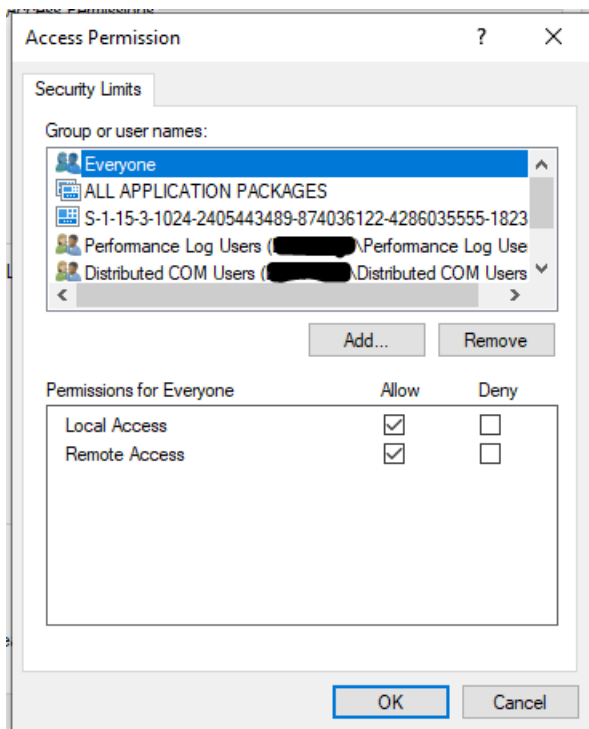 Access Permissions
Access Permission ? X
Security Limits
Group or user names:
Everyone
ALL APPLICATION PACKAGES
S-1-15-3-1024-2405443489-874036122-4286035555-1823
Performance Log Users ( \Performance Log Use
Distributed COM Users ( \Distributed COM Users
Add... Remove
Permissions for Everyone Allow Deny
Local Access
Remote Access
OK Cancel